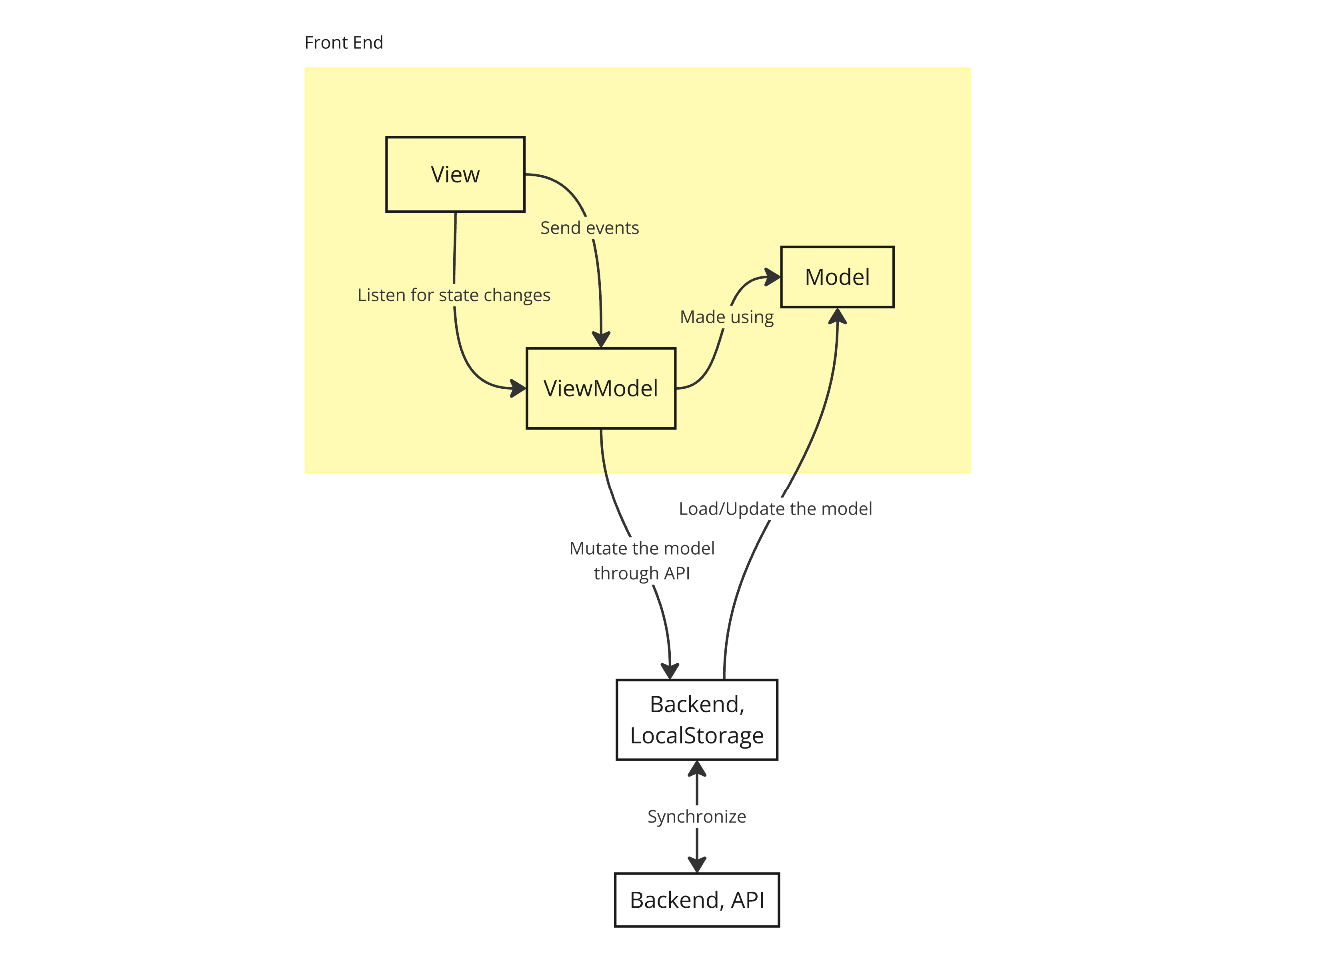 Front End
View
Send events
Listen for state changes
Model
Made using
ViewModel
Load/Update the model
Mutate the model
through API
Backend,
LocalStorage
Synchronize
Backend, API